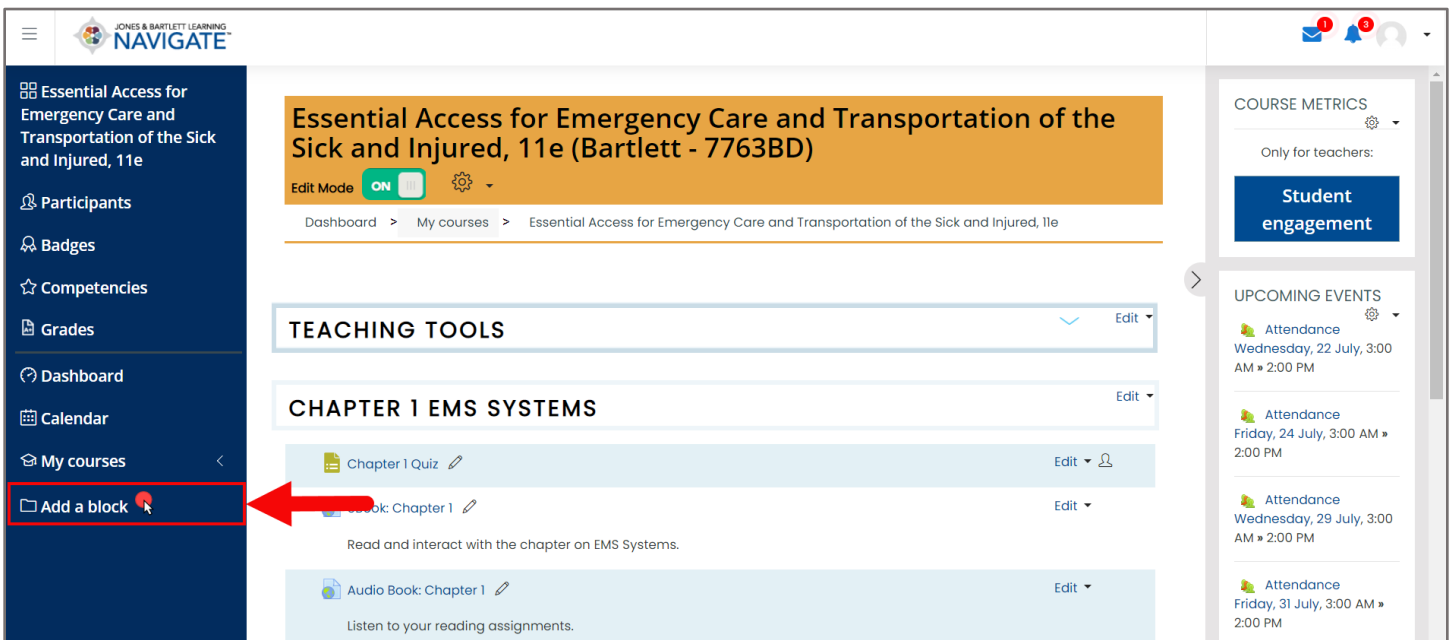 JONES & BARTLETT LEARNING
NAVIGATE™
1
3
Essential Access for
Emergency Care and
Transportation of the Sick
and Injured, 11e
Participants
Badges
Competencies
Grades
Dashboard
Calendar
My courses
Add a block
Essential Access for Emergency Care and Transportation of the
Sick and Injured, 11e (Bartlett - 7763BD)
Edit Mode ON
Dashboard > My courses > Essential Access for Emergency Care and Transportation of the Sick and Injured, 11e
TEACHING TOOLS
Edit
CHAPTER 1 EMS SYSTEMS
Edit
Chapter 1 Quiz
Edit
eBook: Chapter 1
Edit
Read and interact with the chapter on EMS Systems.
Audio Book: Chapter 1
Edit
Listen to your reading assignments.
COURSE METRICS
Only for teachers:
Student
engagement
UPCOMING EVENTS
Attendance
Wednesday, 22 July, 3:00
AM » 2:00 PM
Attendance
Friday, 24 July, 3:00 AM »
2:00 PM
Attendance
Wednesday, 29 July, 3:00
AM » 2:00 PM
Attendance
Friday, 31 July, 3:00 AM »
2:00 PM